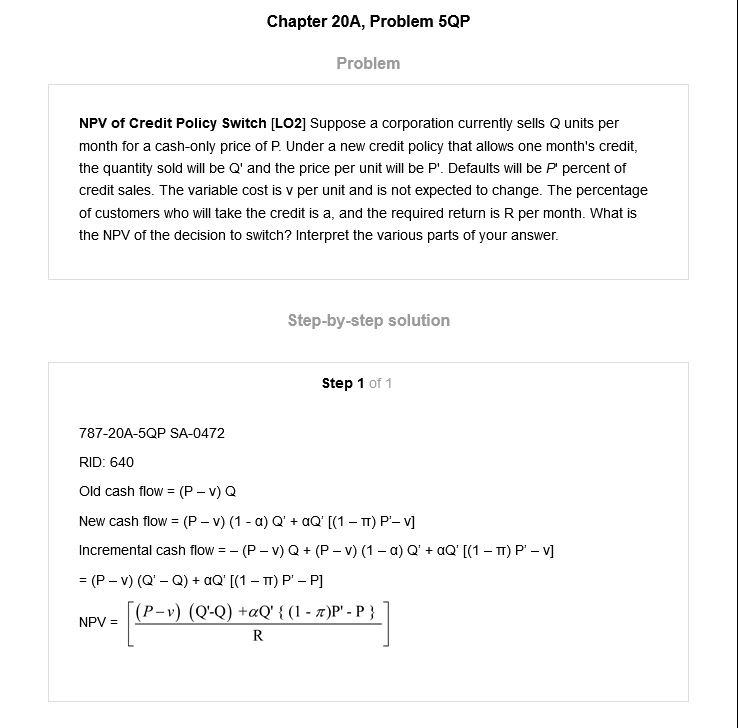 Chapter 20A, Problem 5QP
Problem
NPV of Credit Policy Switch [LO2] Suppose a corporation currently sells Q units per
month for a cash-only price of P. Under a new credit policy that allows one month's credit,
the quantity sold will be Q' and the price per unit will be P'. Defaults will be P' percent of
credit sales. The variable cost is v per unit and is not expected to change. The percentage
of customers who will take the credit is a, and the required return is R per month. What is
the NPV of the decision to switch? Interpret the various parts of your answer.
Step-by-step solution
Step 1 of 1
787-20A-5QP SA-0472
RID: 640
Old cash flow = (P – v) Q
New cash flow = (P – v) (1 - α) Q' + αQ' [(1 – π) P'– v]
Incremental cash flow = – (P – v) Q + (P – v) (1 – α) Q' + αQ' [(1 – π) P' – v]
= (P – v) (Q' – Q) + αQ' [(1 – π) P' – P]
NPV = [(P–v) (Q'-Q) +αQ' { (1 - π)P' - P }
R]